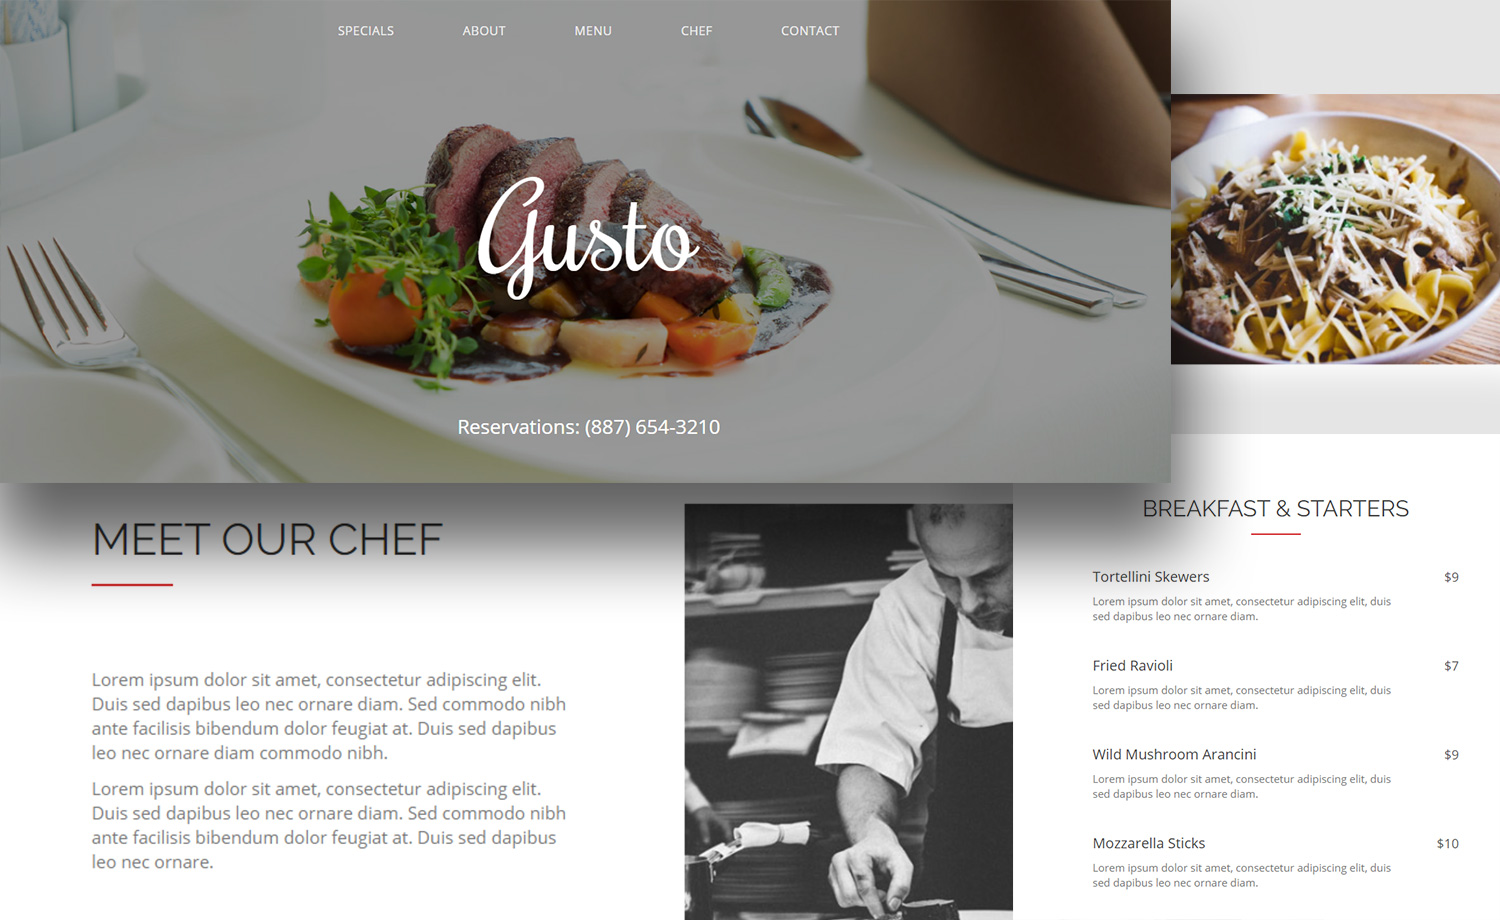 SPECIALS ABOUT MENU CHEF CONTACT
Gusto
Reservations: (887) 654-3210
MEET OUR CHEF
Lorem ipsum dolor sit amet, consectetur adipiscing elit.
Duis sed dapibus leo nec ornare diam. Sed commodo nibh
ante facilisis bibendum dolor feugiat at. Duis sed dapibus
leo nec ornare diam commodo nibh.
Lorem ipsum dolor sit amet, consectetur adipiscing elit.
Duis sed dapibus leo nec ornare diam. Sed commodo nibh
ante facilisis bibendum dolor feugiat at. Duis sed dapibus
leo nec ornare.
BREAKFAST & STARTERS
Tortellini Skewers $9
Lorem ipsum dolor sit amet, consectetur adipiscing elit, duis
sed dapibus leo nec ornare diam.
Fried Ravioli $7
Lorem ipsum dolor sit amet, consectetur adipiscing elit, duis
sed dapibus leo nec ornare diam.
Wild Mushroom Arancini $9
Lorem ipsum dolor sit amet, consectetur adipiscing elit, duis
sed dapibus leo nec ornare diam.
Mozzarella Sticks $10
Lorem ipsum dolor sit amet, consectetur adipiscing elit, duis
sed dapibus leo nec ornare diam.